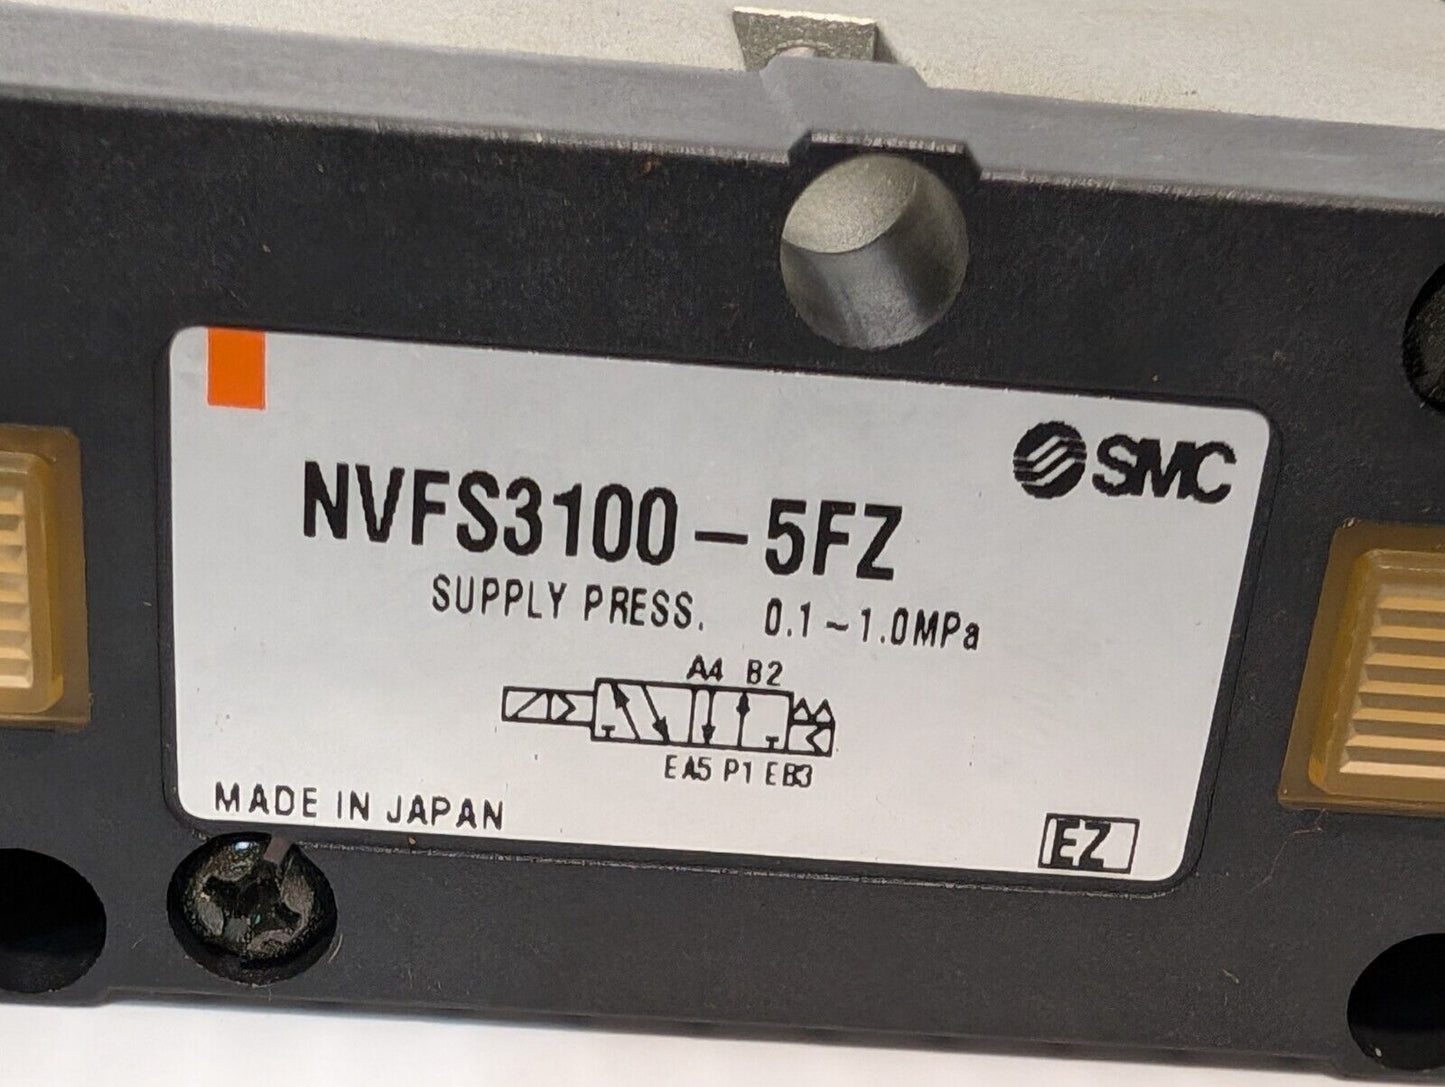 SMC
NVFS3100-5FZ
SUPPLY PRESS. 0.1~1.0MPa
A4 B2
EA5 P1 EB3
MADE IN JAPAN
EZ